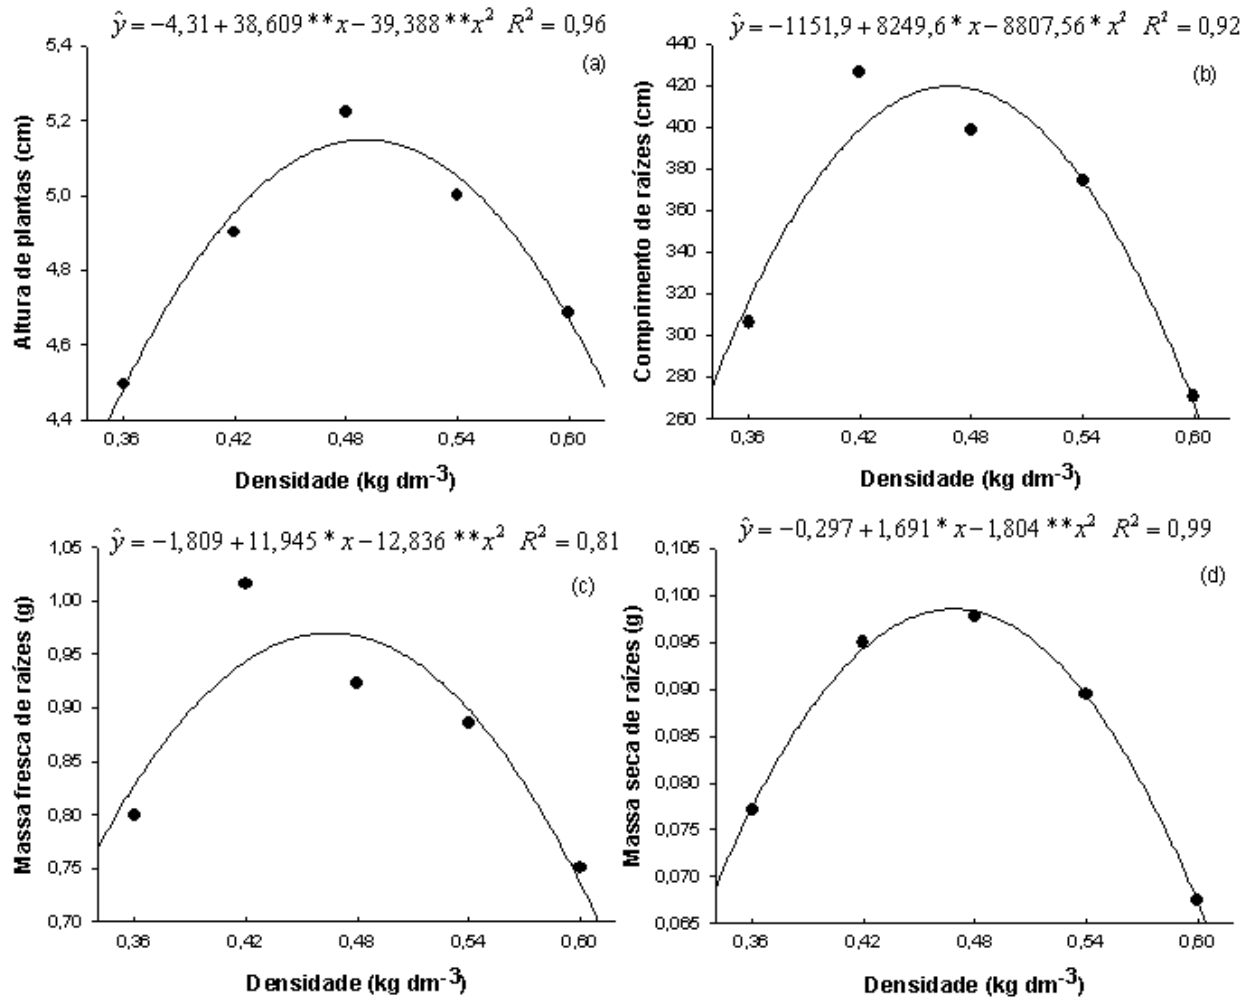 ŷ = −4,31 + 38,609 ** x − 39,388 ** x² R² = 0,96
(a)
5,4
5,2
5,0
4,8
4,6
4,4
Altura de plantas (cm)
0,36 0,42 0,48 0,54 0,60
Densidade (kg dm⁻³)
ŷ = −1151,9 + 8249,6 * x − 8807,56 * x² R² = 0,92
(b)
440
420
400
380
360
340
320
300
280
260
Comprimento de raízes (cm)
0,36 0,42 0,48 0,54 0,60
Densidade (kg dm⁻³)
ŷ = −1,809 + 11,945 * x − 12,836 ** x² R² = 0,81
(c)
1,05
1,00
0,95
0,90
0,85
0,80
0,75
0,70
Massa fresca de raízes (g)
0,36 0,42 0,48 0,54 0,60
Densidade (kg dm⁻³)
ŷ = −0,297 + 1,691 * x − 1,804 ** x² R² = 0,99
(d)
0,105
0,100
0,095
0,090
0,085
0,080
0,075
0,070
0,065
Massa seca de raízes (g)
0,36 0,42 0,48 0,54 0,60
Densidade (kg dm⁻³)